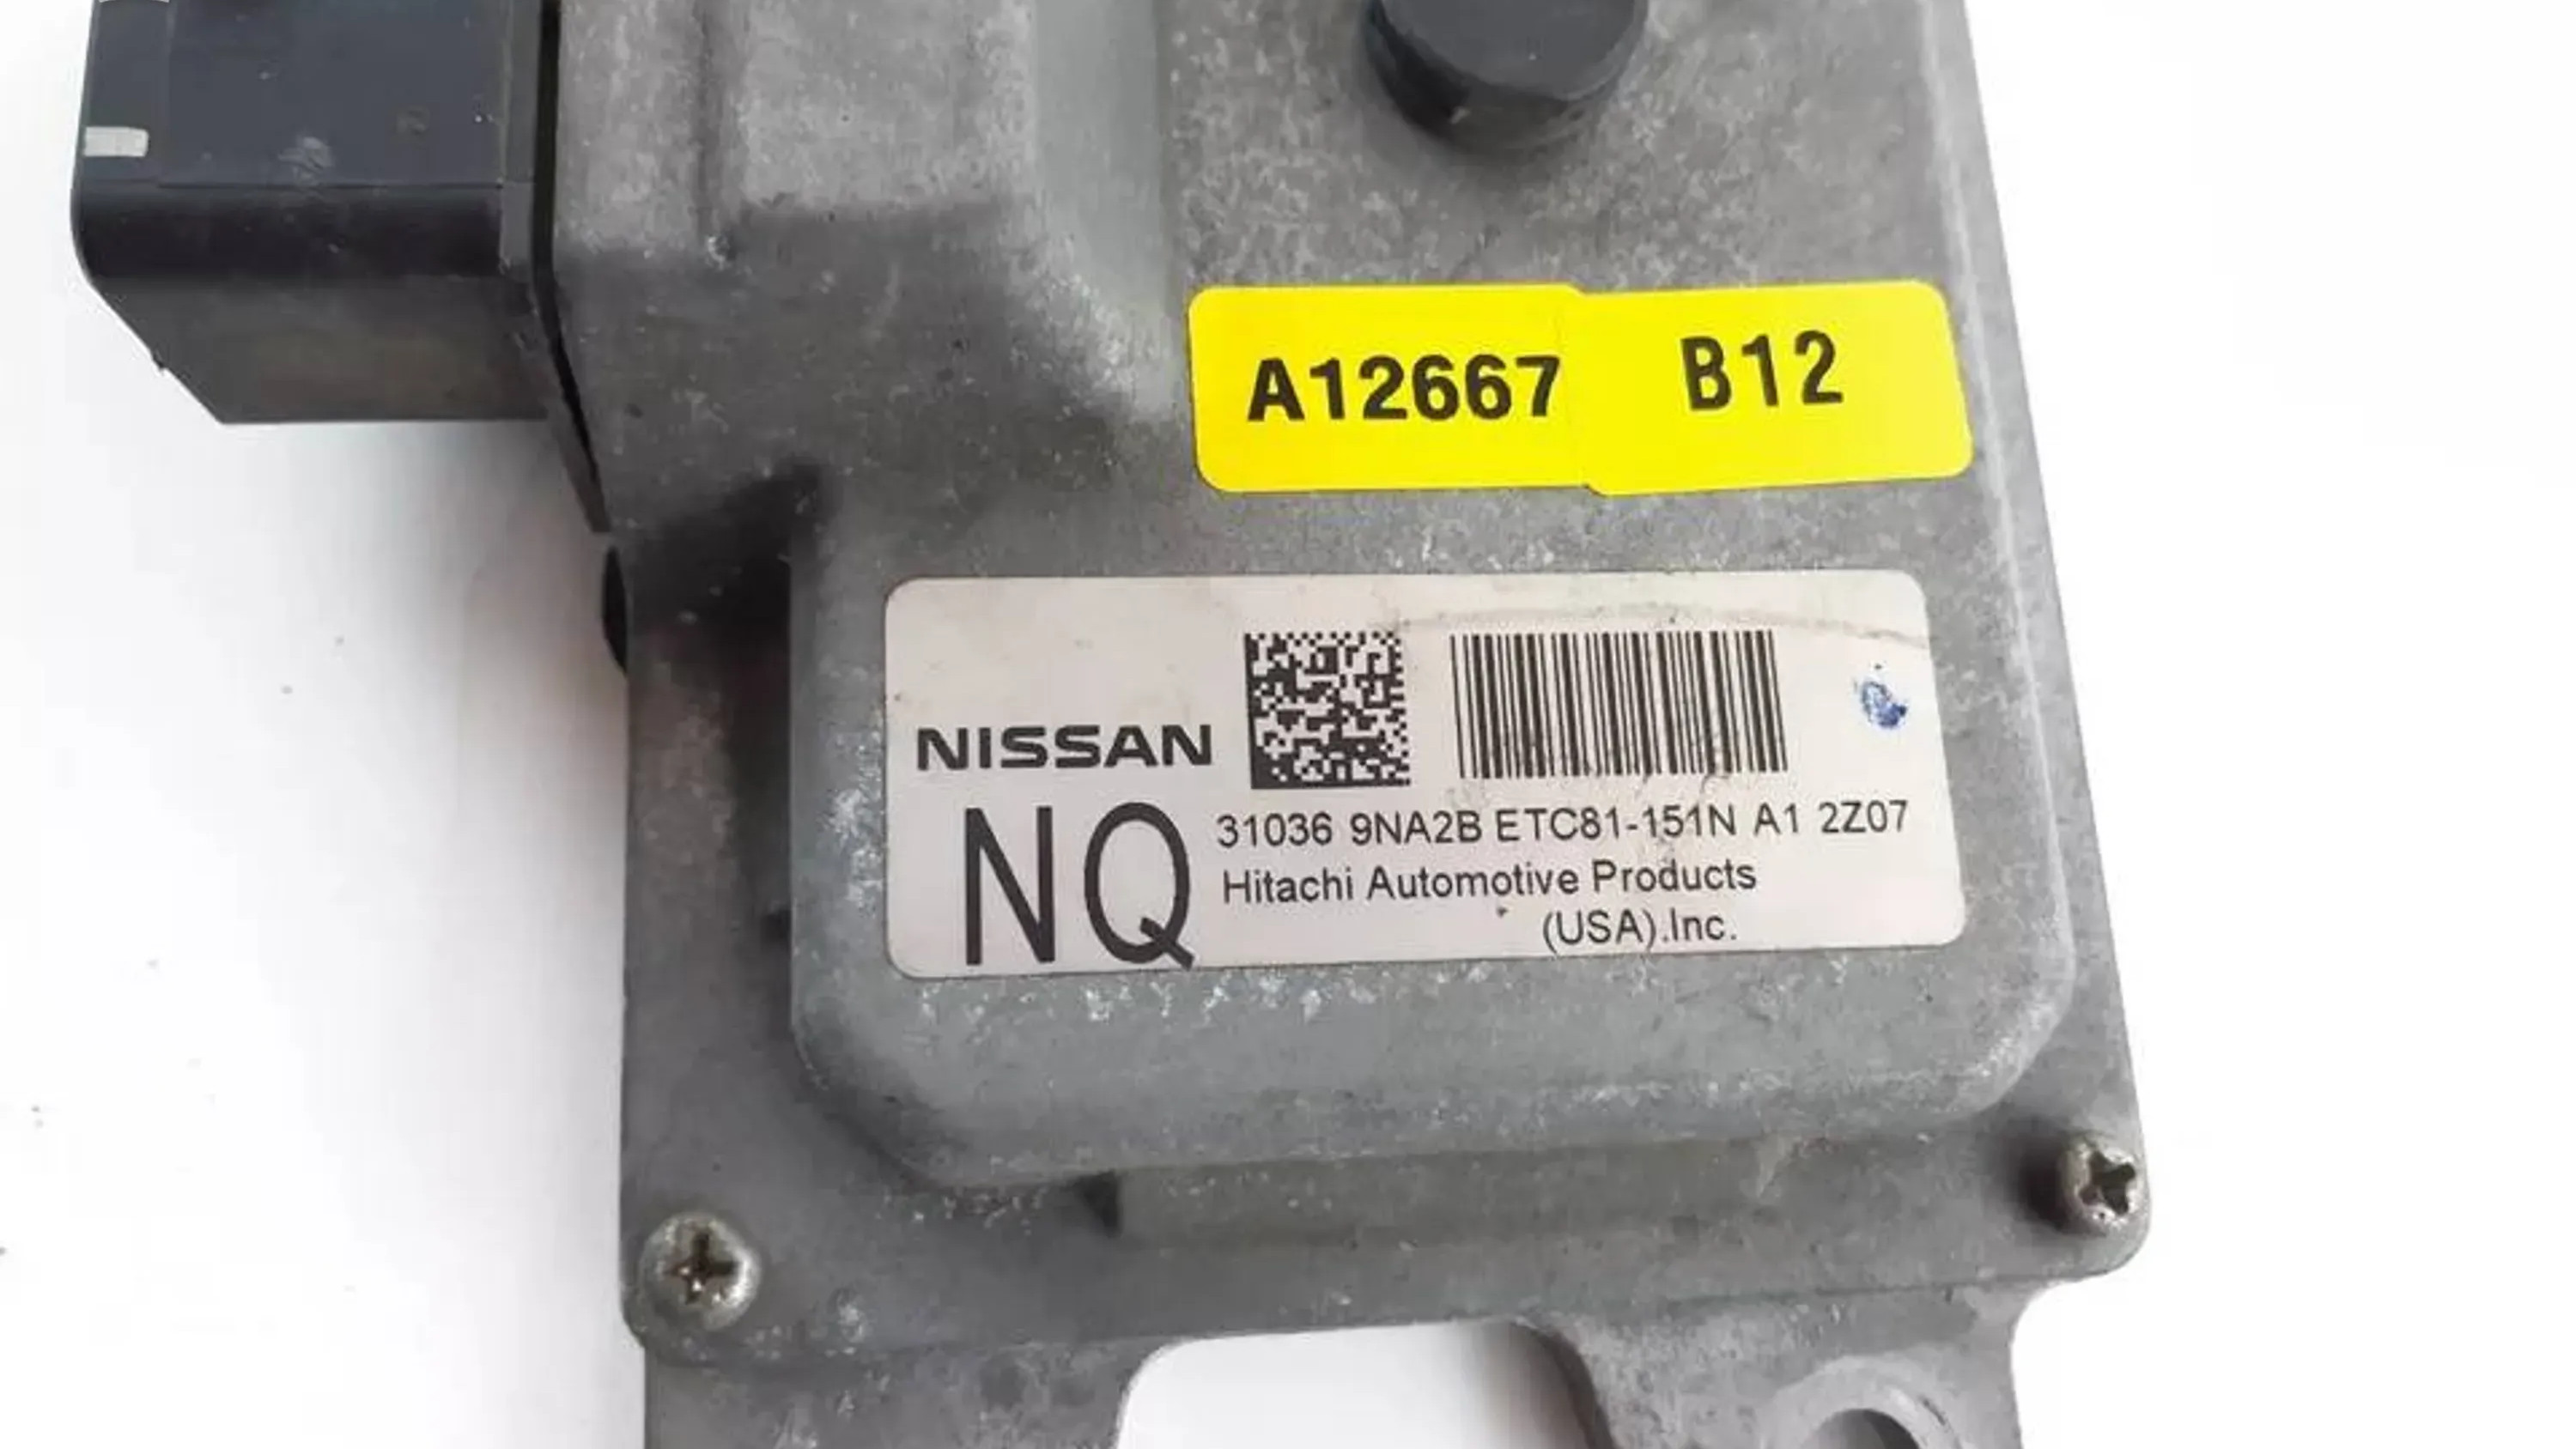 A12667 B12
NISSAN
NQ
31036 9NA2B ETC81-151N A1 2Z07
Hitachi Automotive Products
(USA).Inc.